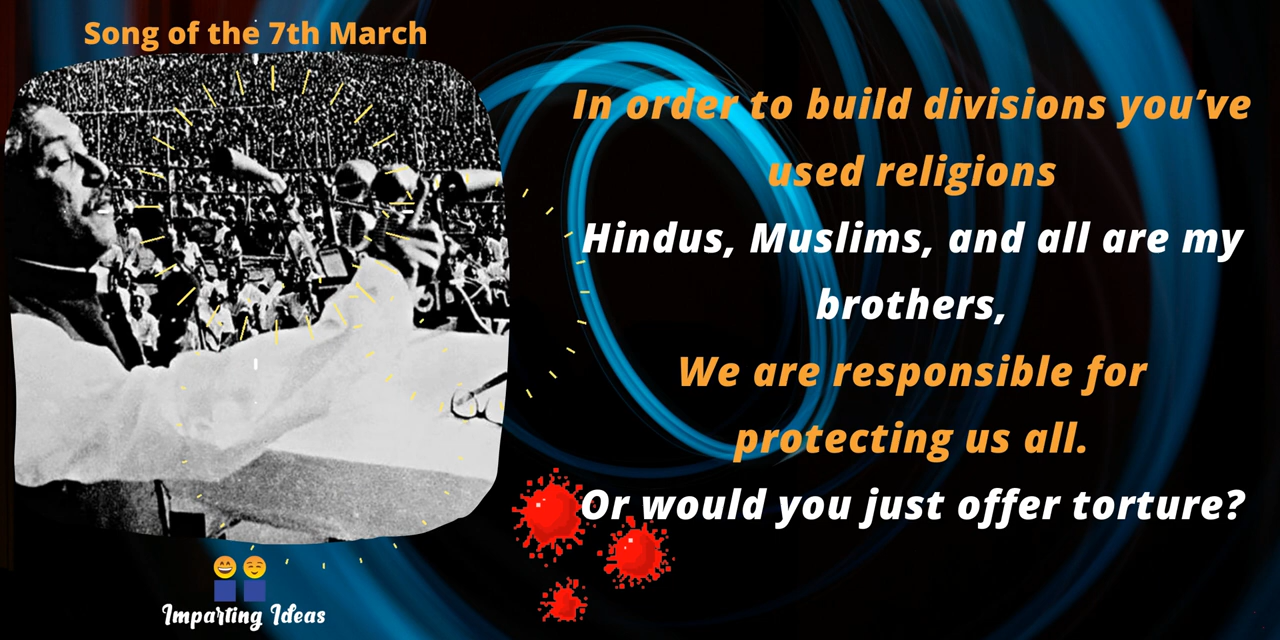 Song of the 7th March
In order to build divisions you’ve
used religions
Hindus, Muslims, and all are my
brothers,
We are responsible for
protecting us all.
Or would you just offer torture?
Imparting Ideas